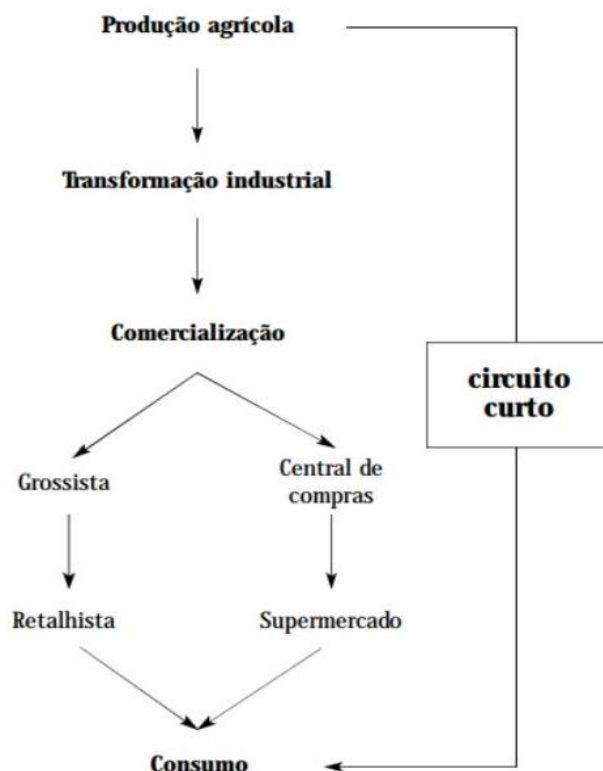 Produção agrícola
Transformação industrial
Comercialização
circuito
curto
Grossista
Central de
compras
Retalhista
Supermercado
Consumo